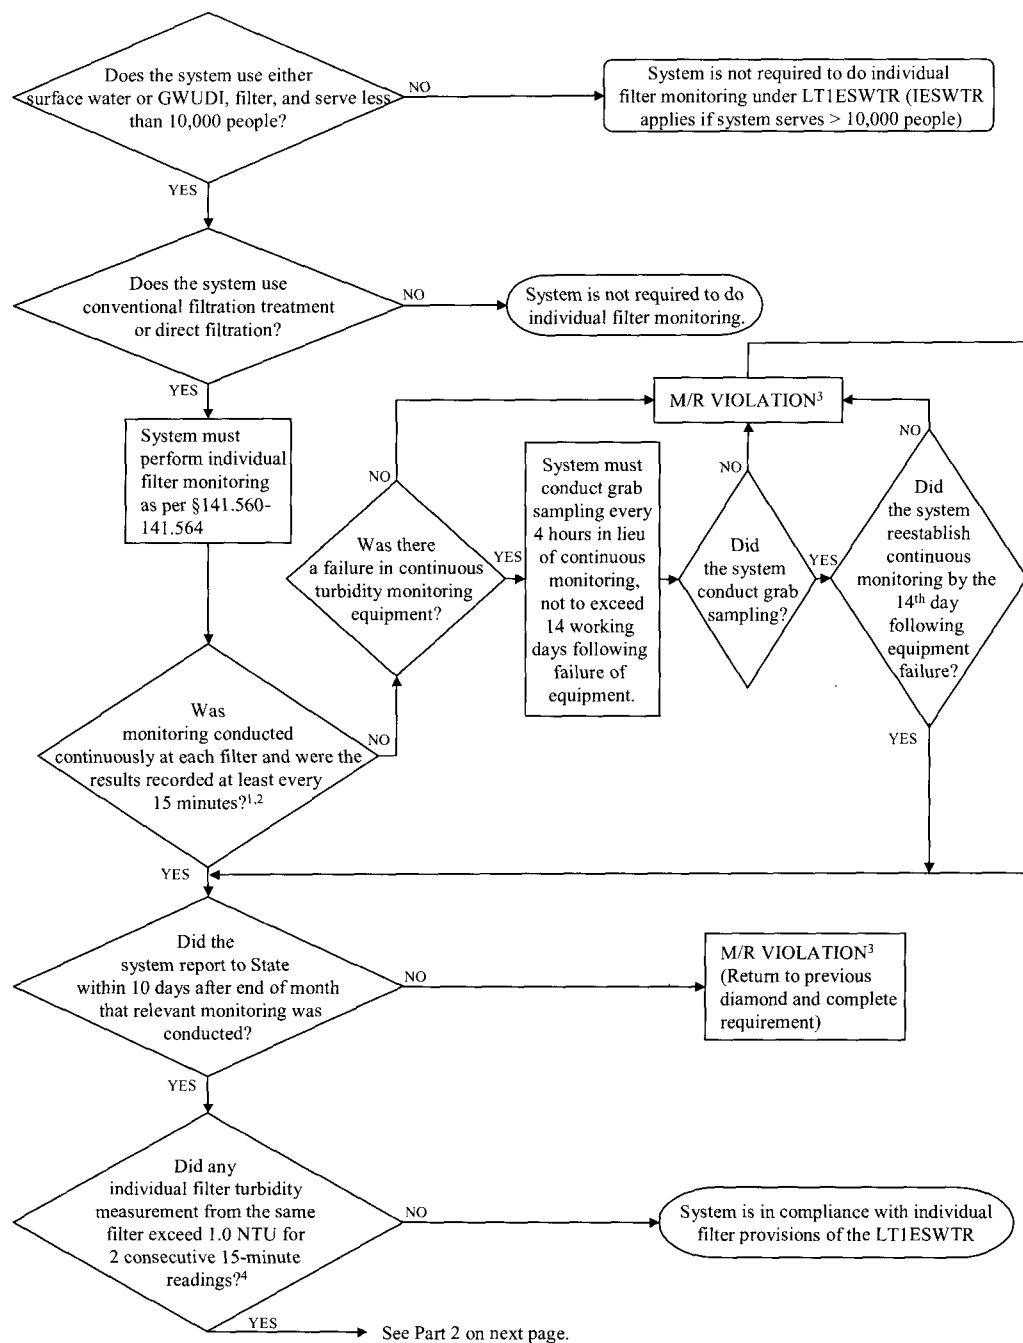 Does the system use either
surface water or GWUDI, filter, and serve less
than 10,000 people?
NO
System is not required to do individual
filter monitoring under LT1ESWTR (IESWTR
applies if system serves > 10,000 people)
YES
Does the system use
conventional filtration treatment
or direct filtration?
NO
System is not required to do
individual filter monitoring.
YES
System must
perform individual
filter monitoring
as per §141.560-
141.564
M/R VIOLATION³
NO
Was there
a failure in continuous
turbidity monitoring
equipment?
YES
System must
conduct grab
sampling every
4 hours in lieu
of continuous
monitoring,
not to exceed
14 working
days following
failure of
equipment.
NO
Did
the system
conduct grab
sampling?
YES
NO
Did
the system
reestablish
continuous
monitoring by the
14th day
following
equipment
failure?
YES
Was
monitoring conducted
continuously at each filter and were the
results recorded at least every
15 minutes?1,2
NO
YES
Did the
system report to State
within 10 days after end of month
that relevant monitoring was
conducted?
NO
M/R VIOLATION³
(Return to previous
diamond and complete
requirement)
YES
Did any
individual filter turbidity
measurement from the same
filter exceed 1.0 NTU for
2 consecutive 15-minute
readings?⁴
NO
System is in compliance with individual
filter provisions of the LT1ESWTR
YES
See Part 2 on next page.